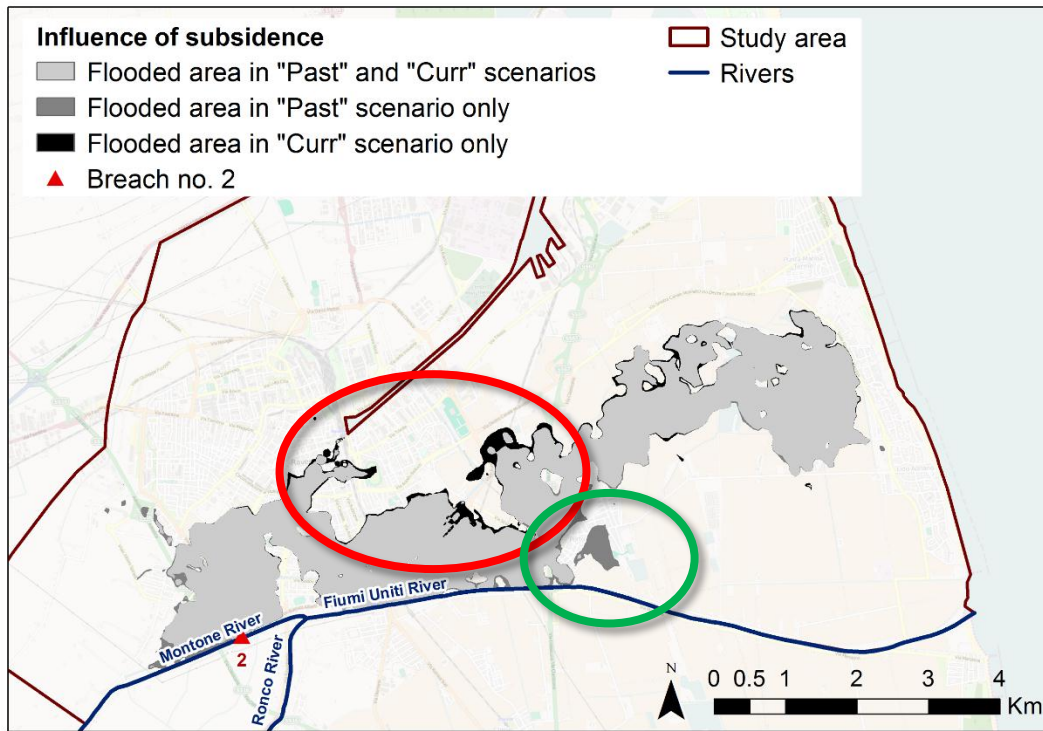 Influence of subsidence
Flooded area in "Past" and "Curr" scenarios
Flooded area in "Past" scenario only
Flooded area in "Curr" scenario only
Breach no. 2
Study area
Rivers
Fiumi Uniti River
Montone River
2
Ronco River
N
0 0.5 1 2 3 4
Km